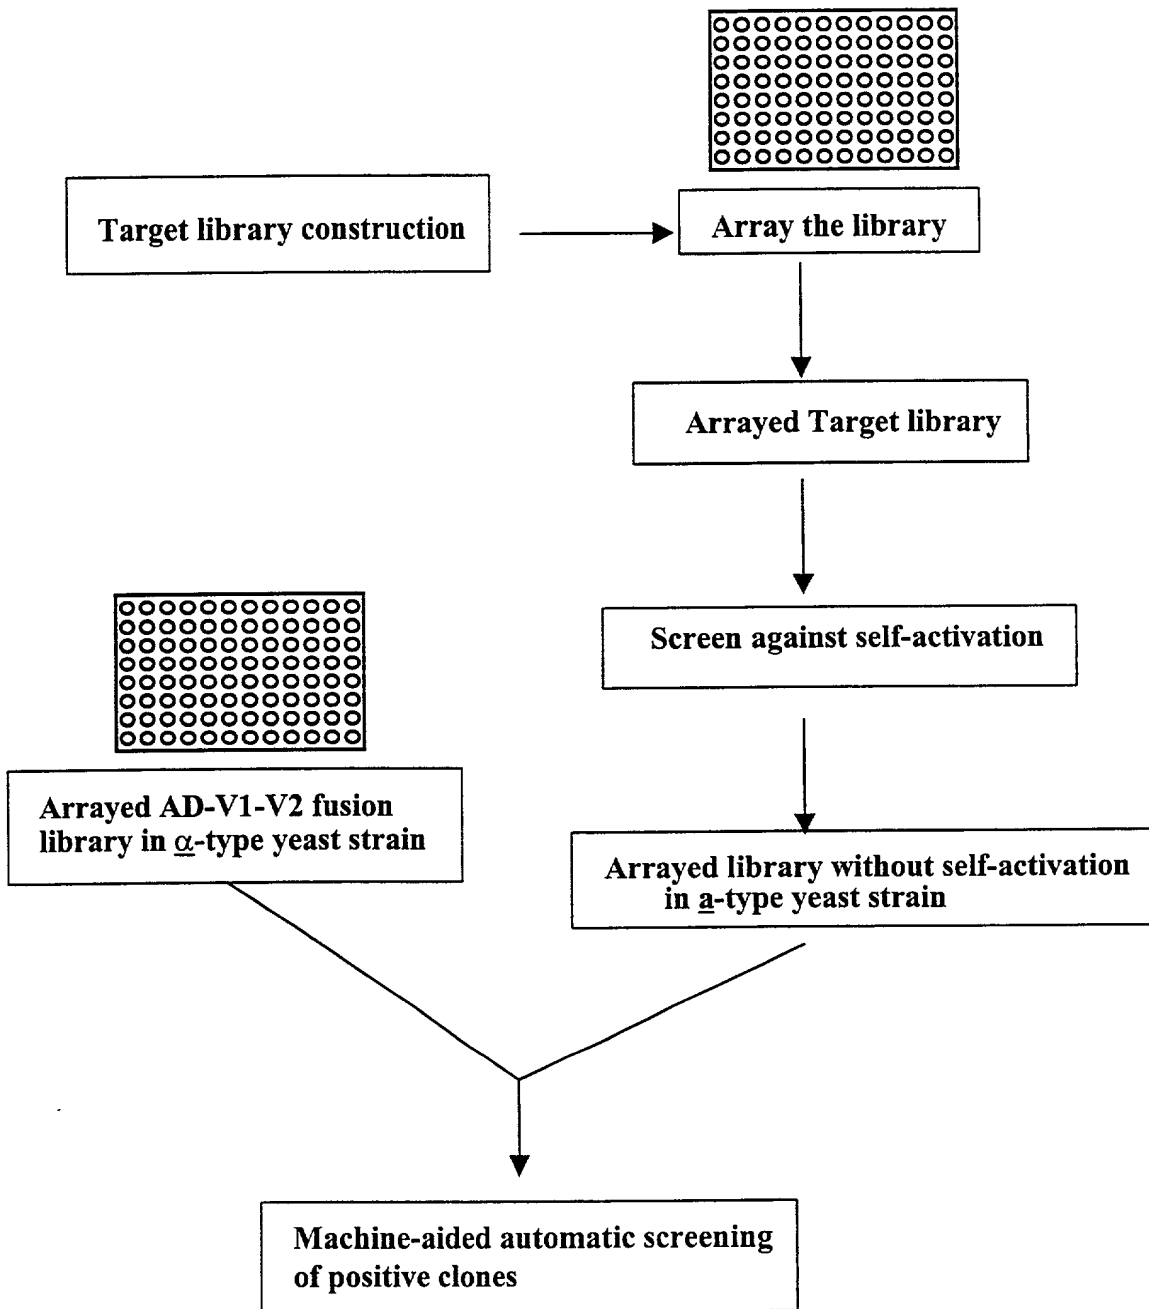 Target library construction
Array the library
Arrayed Target library
Screen against self-activation
Arrayed AD-V1-V2 fusion
library in α-type yeast strain
Arrayed library without self-activation
in a-type yeast strain
Machine-aided automatic screening
of positive clones